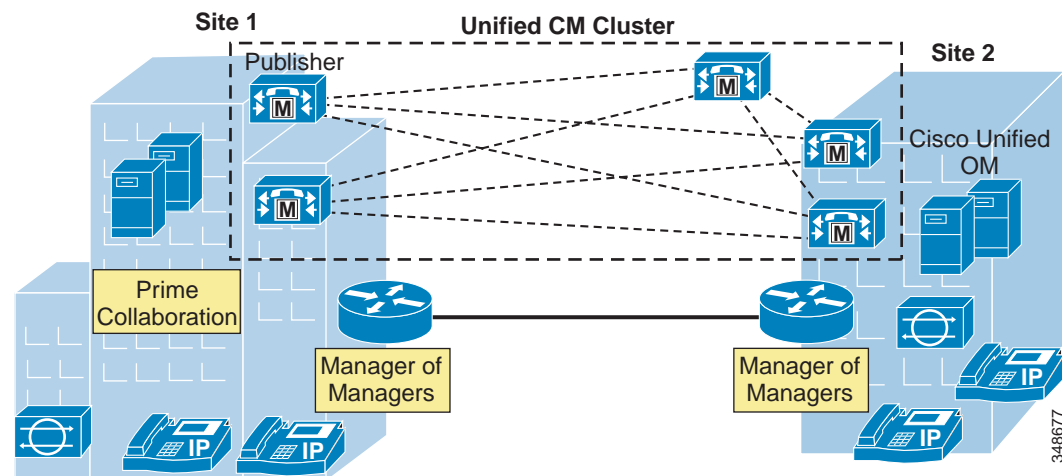 Site 1
Unified CM Cluster
Site 2
Publisher
M
M
M
M
M
Cisco Unified
OM
Prime
Collaboration
Manager of
Managers
Manager of
Managers
IP
IP
IP
IP
348677